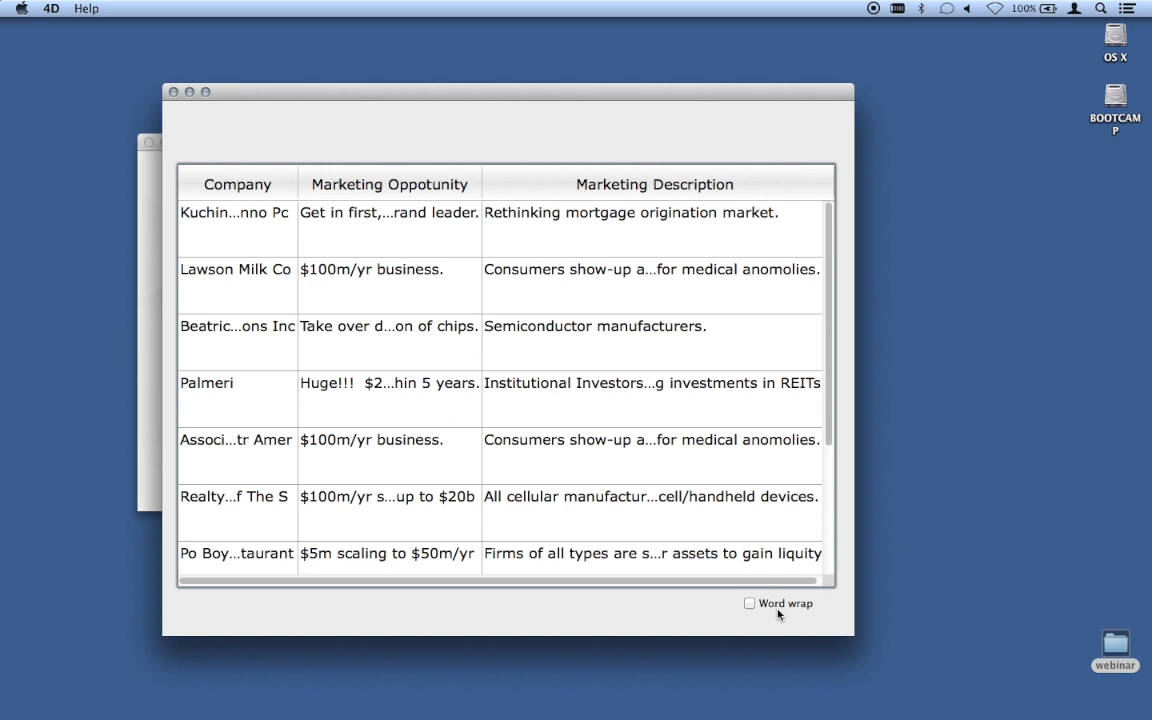 4D Help 100%
OS X
BOOTCAM
P
Company Marketing Oppotunity Marketing Description
Kuchin...nno Pc Get in first,...rand leader. Rethinking mortgage origination market.
Lawson Milk Co $100m/yr business. Consumers show-up a...for medical anomolies.
Beatric...ons Inc Take over d...on of chips. Semiconductor manufacturers.
Palmeri Huge!!! $2...hin 5 years. Institutional Investors...g investments in REITs
Associ...tr Amer $100m/yr business. Consumers show-up a...for medical anomolies.
Realty...f The S $100m/yr s...up to $20b All cellular manufactur...cell/handheld devices.
Po Boy...taurant $5m scaling to $50m/yr Firms of all types are s...r assets to gain liquity
Word wrap
webinar